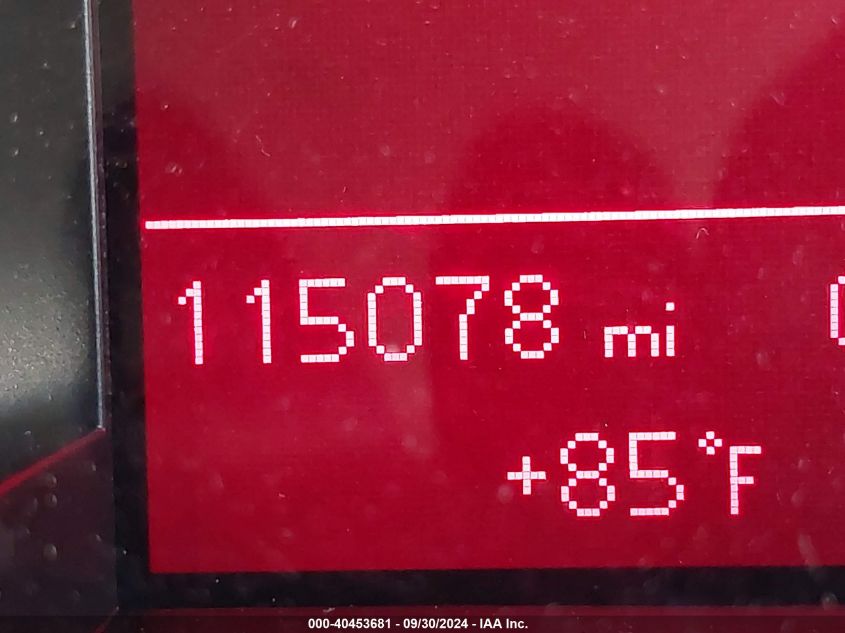 115078 mi
+85°F
000-40453681 - 09/30/2024 - IAA Inc.